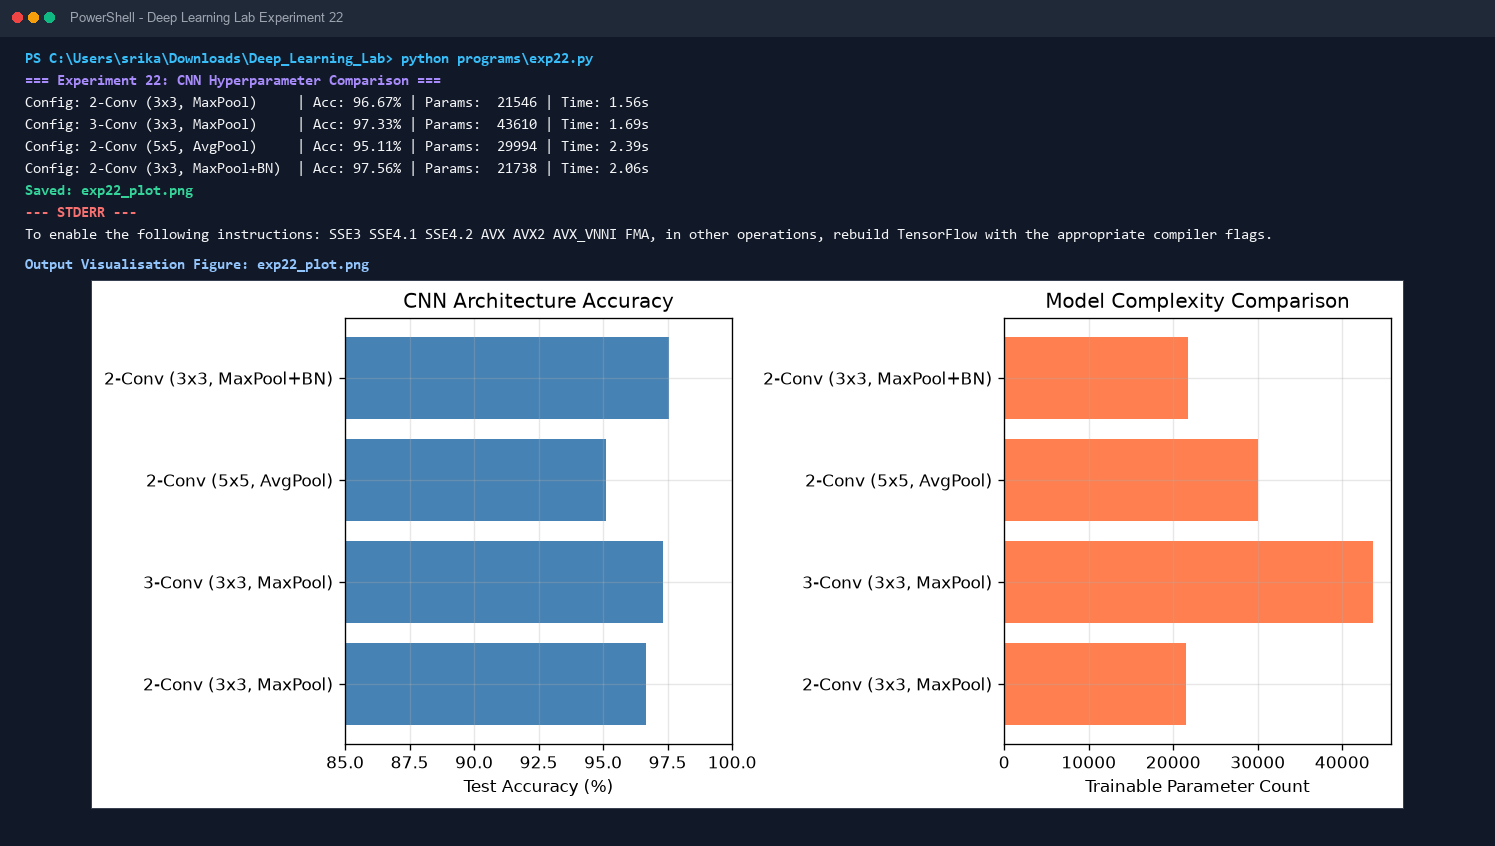 PowerShell - Deep Learning Lab Experiment 22
PS C:\Users\srika\Downloads\Deep_Learning_Lab> python programs\exp22.py
=== Experiment 22: CNN Hyperparameter Comparison ===
Config: 2-Conv (3x3, MaxPool)     | Acc: 96.67% | Params:  21546 | Time: 1.56s
Config: 3-Conv (3x3, MaxPool)     | Acc: 97.33% | Params:  43610 | Time: 1.69s
Config: 2-Conv (5x5, AvgPool)     | Acc: 95.11% | Params:  29994 | Time: 2.39s
Config: 2-Conv (3x3, MaxPool+BN)  | Acc: 97.56% | Params:  21738 | Time: 2.06s
Saved: exp22_plot.png
--- STDERR ---
To enable the following instructions: SSE3 SSE4.1 SSE4.2 AVX AVX2 AVX_VNNI FMA, in other operations, rebuild TensorFlow with the appropriate compiler flags.
Output Visualisation Figure: exp22_plot.png
CNN Architecture Accuracy
2-Conv (3x3, MaxPool+BN)
2-Conv (5x5, AvgPool)
3-Conv (3x3, MaxPool)
2-Conv (3x3, MaxPool)
85.0 87.5 90.0 92.5 95.0 97.5 100.0
Test Accuracy (%)
Model Complexity Comparison
2-Conv (3x3, MaxPool+BN)
2-Conv (5x5, AvgPool)
3-Conv (3x3, MaxPool)
2-Conv (3x3, MaxPool)
0 10000 20000 30000 40000
Trainable Parameter Count